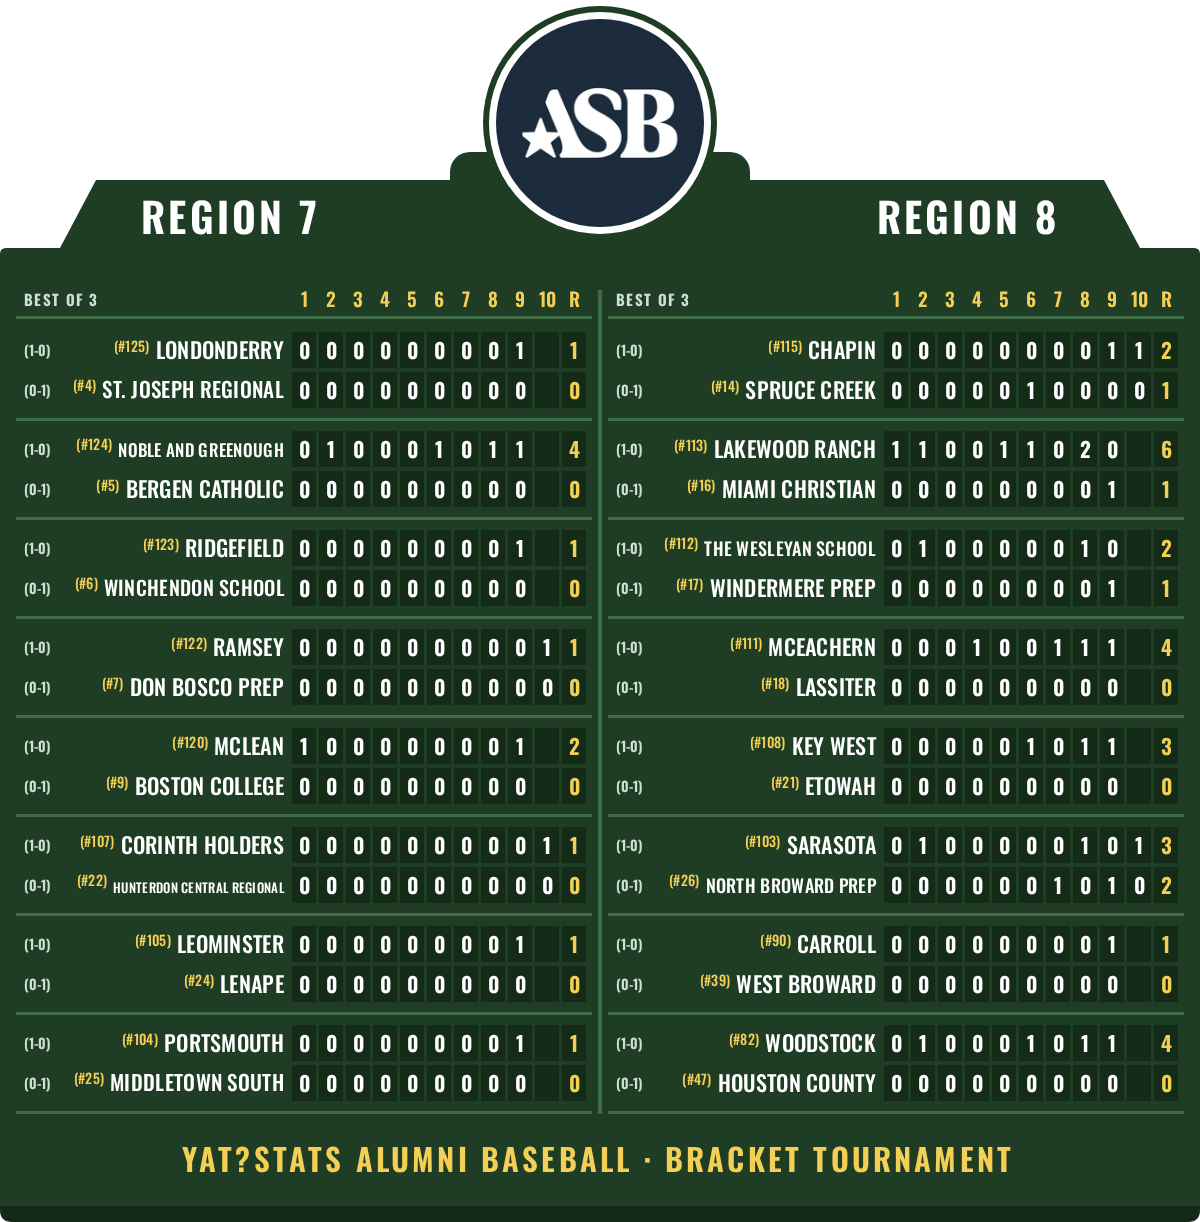 ASB
REGION 7
REGION 8
BEST OF 3 1 2 3 4 5 6 7 8 9 10 R
(1-0) (#125) LONDONDERRY 0 0 0 0 0 0 0 0 1 1
(0-1) (#4) ST. JOSEPH REGIONAL 0 0 0 0 0 0 0 0 0 0
(1-0) (#124) NOBLE AND GREENOUGH 0 1 0 0 0 1 0 1 1 4
(0-1) (#5) BERGEN CATHOLIC 0 0 0 0 0 0 0 0 0 0
(1-0) (#123) RIDGEFIELD 0 0 0 0 0 0 0 0 1 1
(0-1) (#6) WINCHENDON SCHOOL 0 0 0 0 0 0 0 0 0 0
(1-0) (#122) RAMSEY 0 0 0 0 0 0 0 0 0 1 1
(0-1) (#7) DON BOSCO PREP 0 0 0 0 0 0 0 0 0 0 0
(1-0) (#120) MCLEAN 1 0 0 0 0 0 0 0 1 2
(0-1) (#9) BOSTON COLLEGE 0 0 0 0 0 0 0 0 0 0
(1-0) (#107) CORINTH HOLDERS 0 0 0 0 0 0 0 0 0 1 1
(0-1) (#22) HUNTERDON CENTRAL REGIONAL 0 0 0 0 0 0 0 0 0 0 0
(1-0) (#105) LEOMINSTER 0 0 0 0 0 0 0 0 1 1
(0-1) (#24) LENAPE 0 0 0 0 0 0 0 0 0 0
(1-0) (#104) PORTSMOUTH 0 0 0 0 0 0 0 0 1 1
(0-1) (#25) MIDDLETOWN SOUTH 0 0 0 0 0 0 0 0 0 0
BEST OF 3 1 2 3 4 5 6 7 8 9 10 R
(1-0) (#115) CHAPIN 0 0 0 0 0 0 0 0 1 1 2
(0-1) (#14) SPRUCE CREEK 0 0 0 0 0 1 0 0 0 0 1
(1-0) (#113) LAKEWOOD RANCH 1 1 0 0 1 1 0 2 0 6
(0-1) (#16) MIAMI CHRISTIAN 0 0 0 0 0 0 0 0 1 1
(1-0) (#112) THE WESLEYAN SCHOOL 0 1 0 0 0 0 0 1 0 2
(0-1) (#17) WINDERMERE PREP 0 0 0 0 0 0 0 0 1 1
(1-0) (#111) MCEACHERN 0 0 0 1 0 0 1 1 1 4
(0-1) (#18) LASSITER 0 0 0 0 0 0 0 0 0 0
(1-0) (#108) KEY WEST 0 0 0 0 0 1 0 1 1 3
(0-1) (#21) ETOWAH 0 0 0 0 0 0 0 0 0 0
(1-0) (#103) SARASOTA 0 1 0 0 0 0 0 1 0 1 3
(0-1) (#26) NORTH BROWARD PREP 0 0 0 0 0 0 1 0 1 0 2
(1-0) (#90) CARROLL 0 0 0 0 0 0 0 0 1 1
(0-1) (#39) WEST BROWARD 0 0 0 0 0 0 0 0 0 0
(1-0) (#82) WOODSTOCK 0 1 0 0 0 1 0 1 1 4
(0-1) (#47) HOUSTON COUNTY 0 0 0 0 0 0 0 0 0 0
YAT?STATS ALUMNI BASEBALL · BRACKET TOURNAMENT